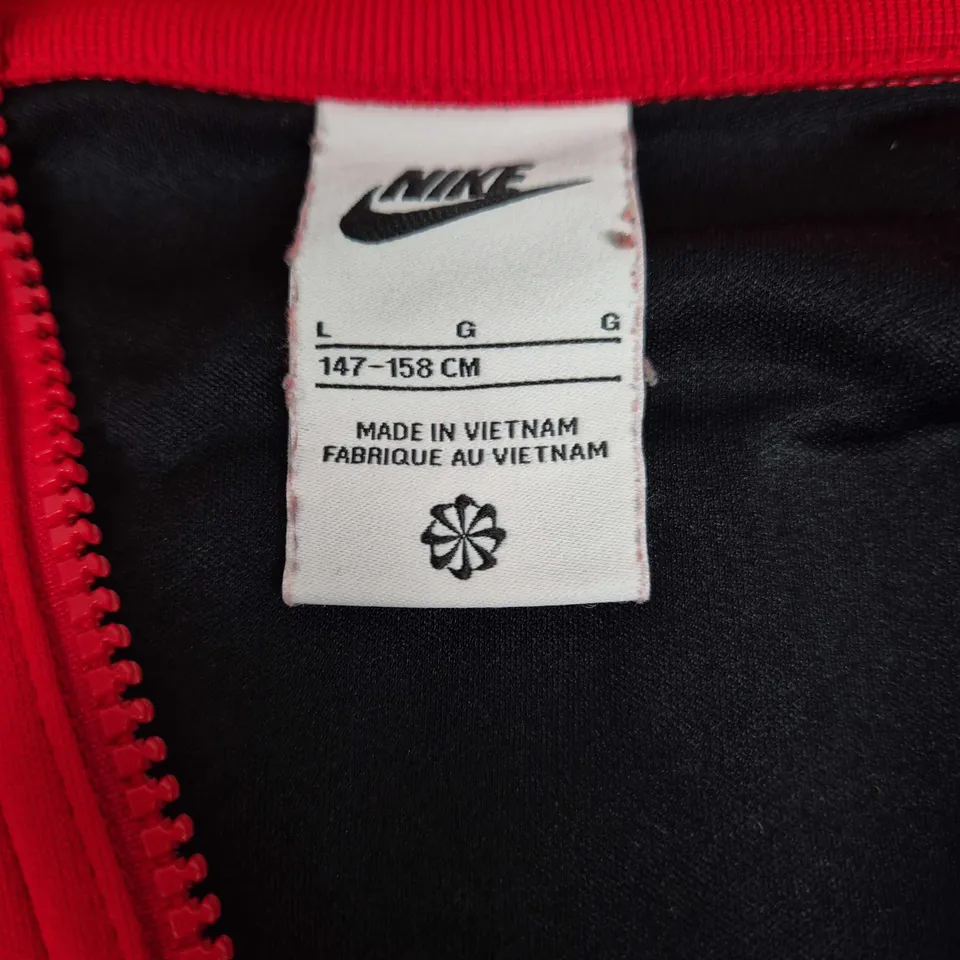 NIKE
L G G
147-158 CM
MADE IN VIETNAM
FABRIQUE AU VIETNAM